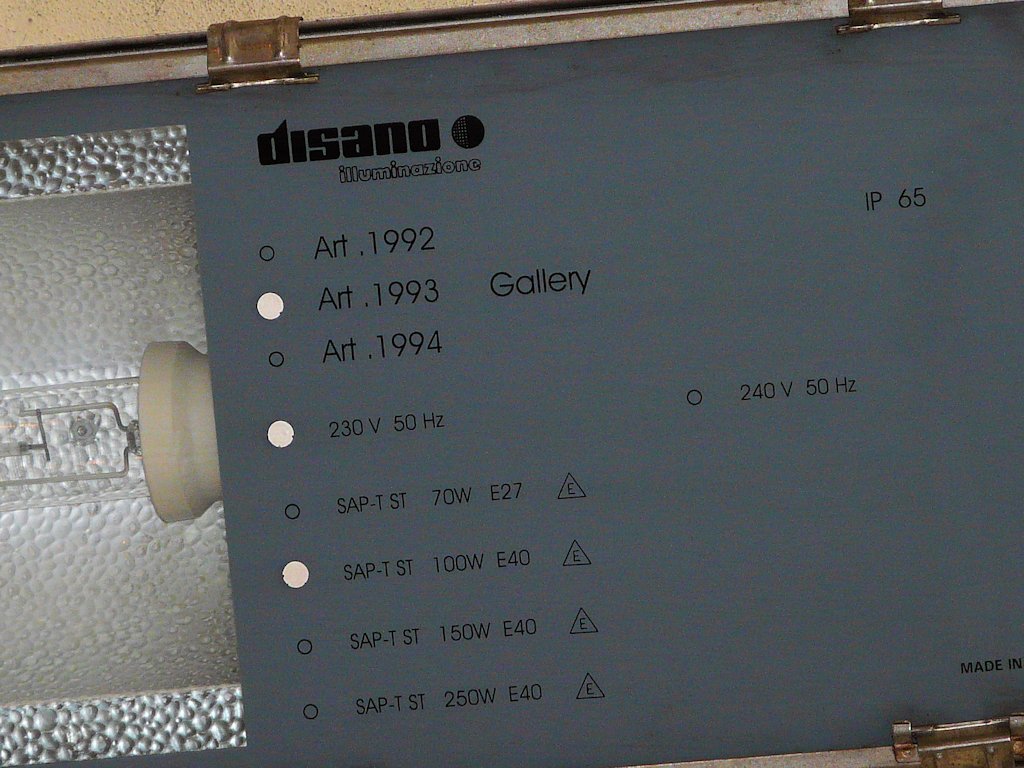 disano
illuminazione
IP 65
Art .1992
Art .1993 Gallery
Art .1994
230 V 50 Hz
240 V 50 Hz
SAP-T ST 70W E27 E
SAP-T ST 100W E40 E
SAP-T ST 150W E40 E
SAP-T ST 250W E40 E
MADE IN